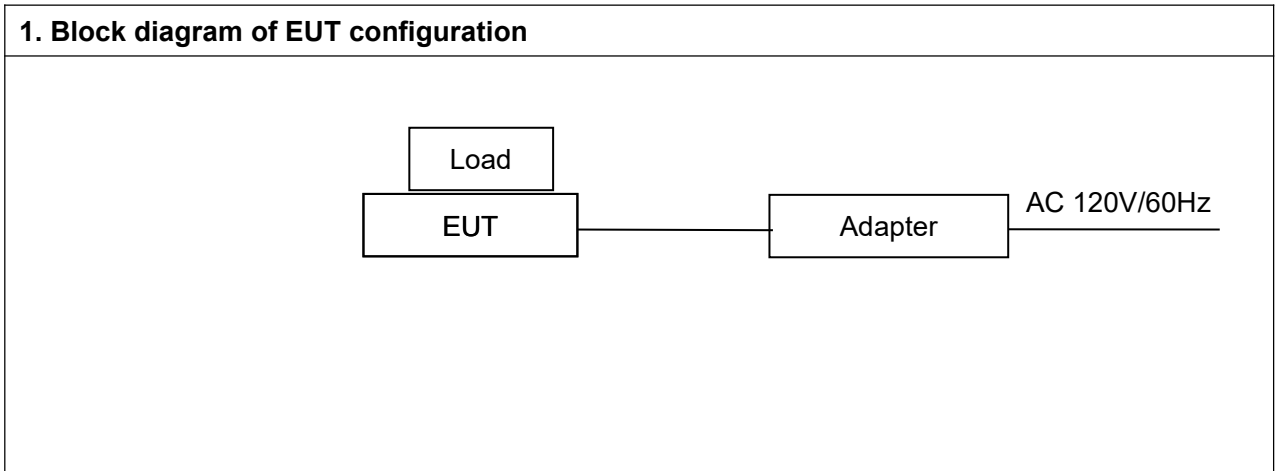 1. Block diagram of EUT configuration
Load
EUT
Adapter
AC 120V/60Hz